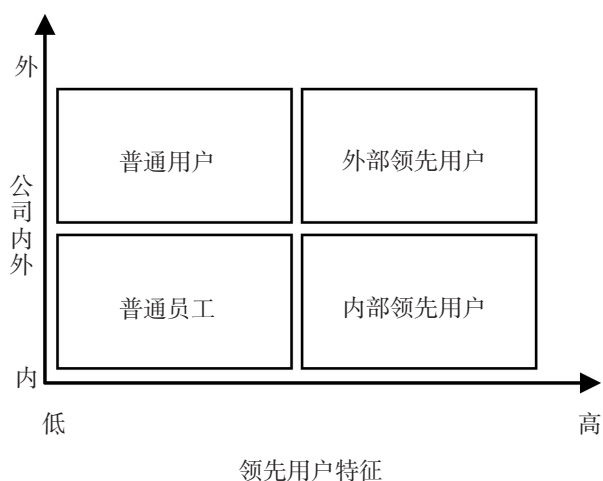 外
普通用户
外部领先用户
公司内外
普通员工
内部领先用户
内
低
高
领先用户特征